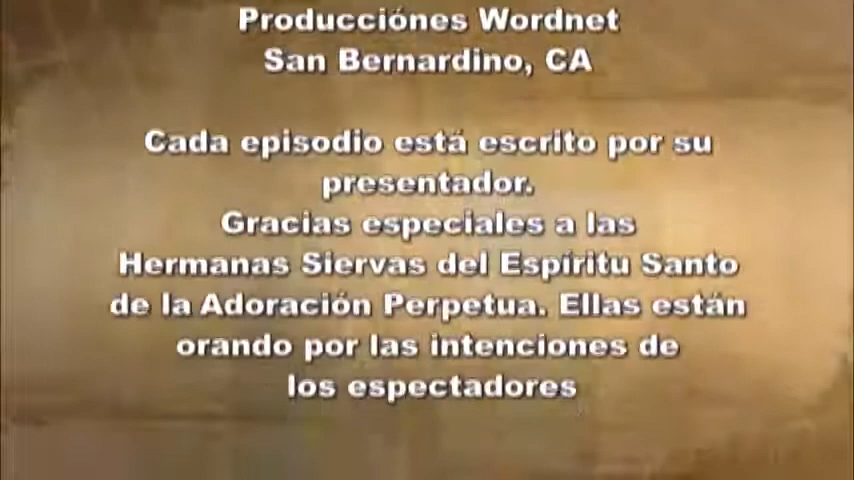 Producciónes Wordnet
San Bernardino, CA
Cada episodio está escrito por su
presentador.
Gracias especiales a las
Hermanas Siervas del Espíritu Santo
de la Adoración Perpetua. Ellas están
orando por las intenciones de
los espectadores